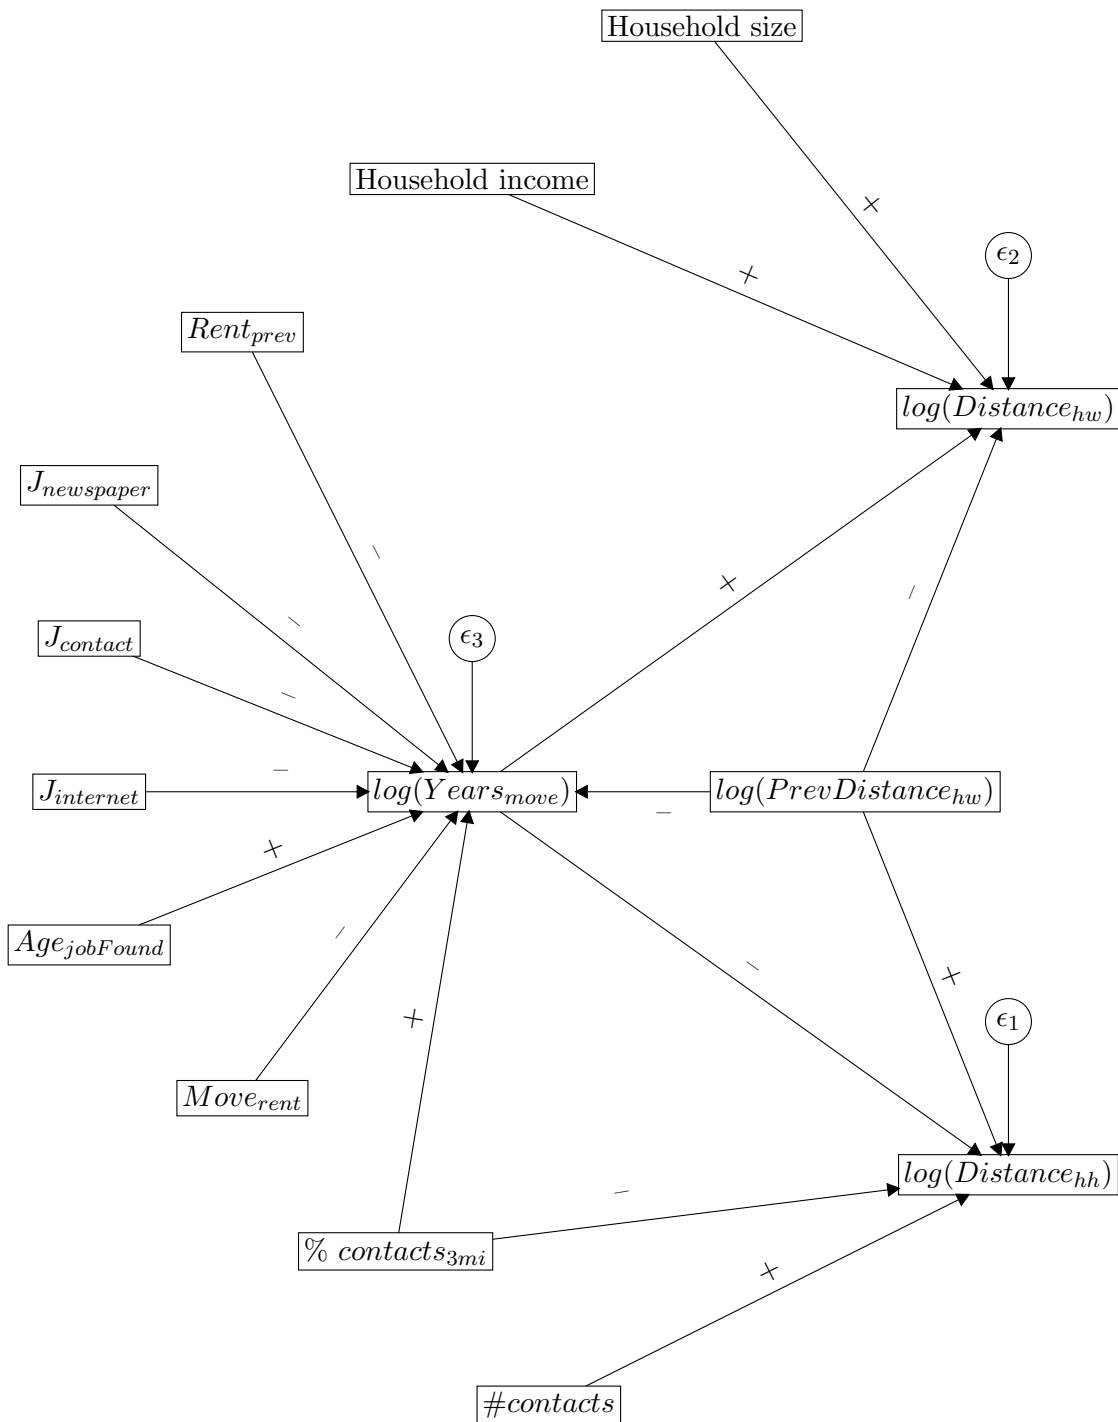 Household size
Household income
+
+
ϵ2
Rent_prev
log(Distance_hw)
J_newspaper
–
+
–
–
J_contact
ϵ3
–
J_internet
–
log(Years_move)
log(PrevDistance_hw)
–
+
Age_jobFound
–
–
+
+
ϵ1
Move_rent
log(Distance_hh)
–
% contacts_3mi
+
#contacts